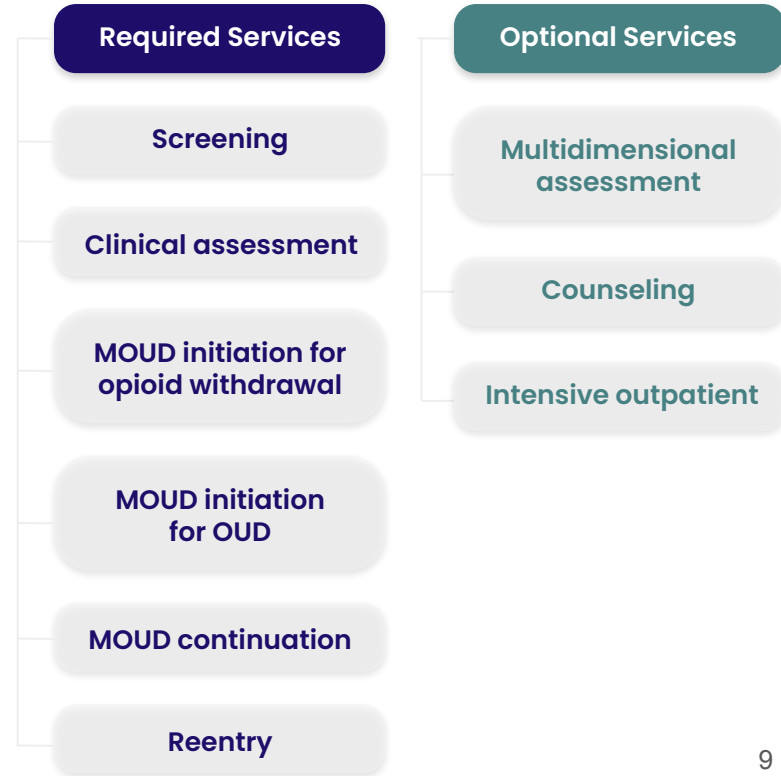 Required Services
Screening
Clinical assessment
MOUD initiation for
opioid withdrawal
MOUD initiation
for OUD
MOUD continuation
Reentry
Optional Services
Multidimensional
assessment
Counseling
Intensive outpatient
9